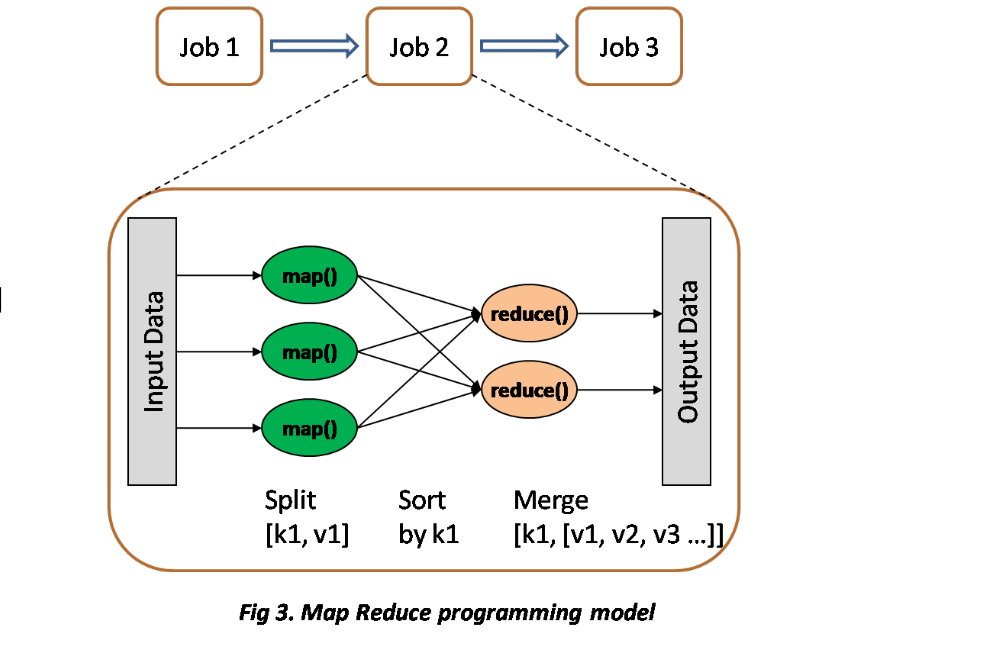 Job 1
Job 2
Job 3
Input Data
map()
map()
map()
reduce()
reduce()
Output Data
Split
[k1, v1]
Sort
by k1
Merge
[k1, [v1, v2, v3 ...]]
Fig 3. Map Reduce programming model